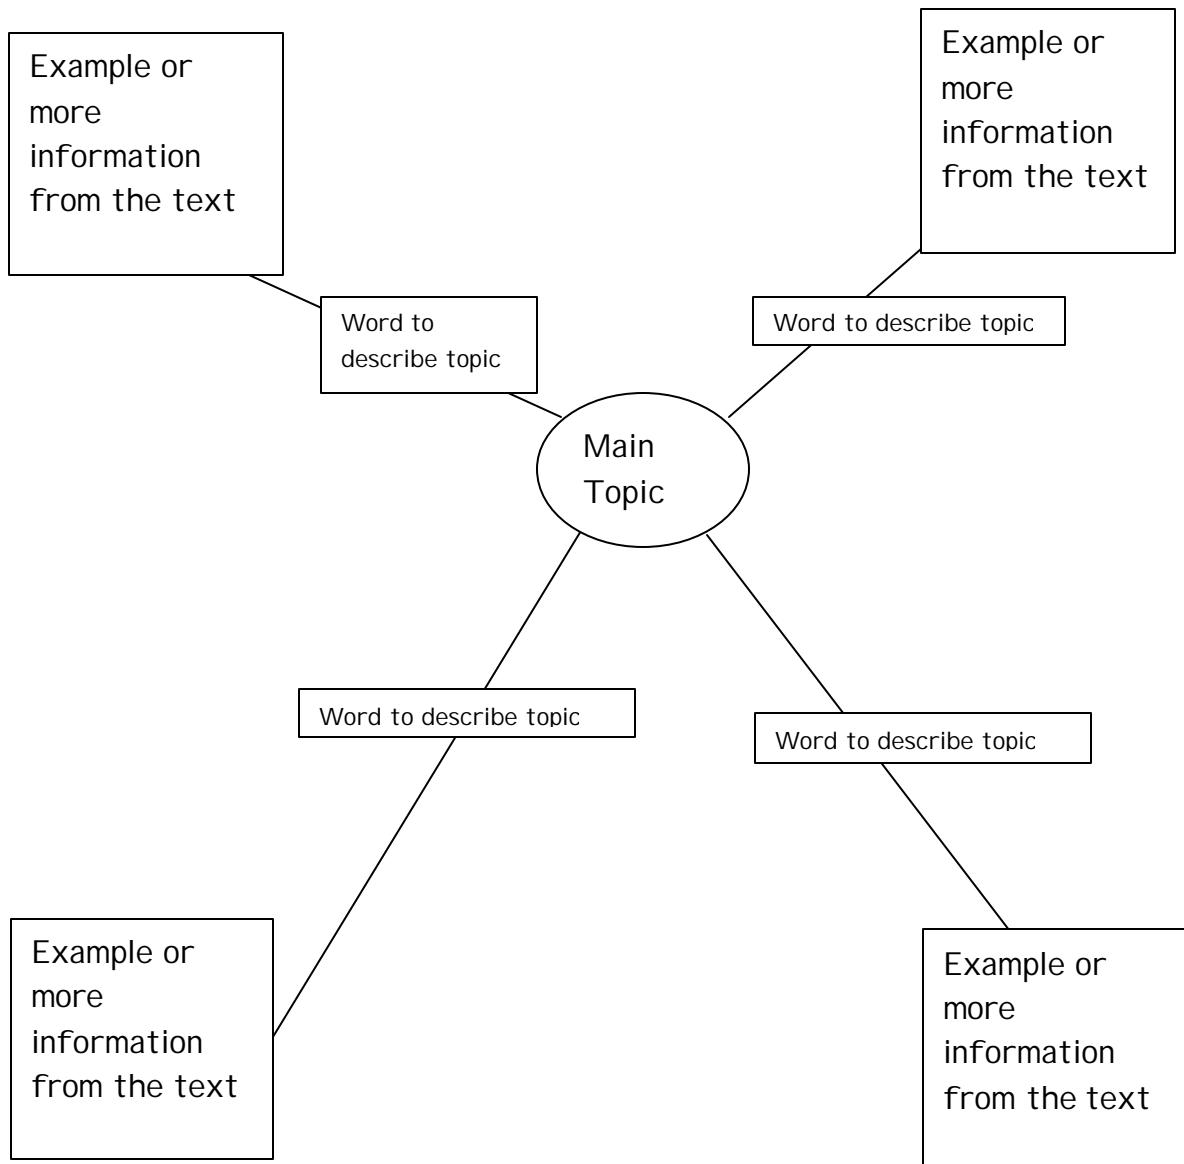 Example or
more
information
from the text
Example or
more
information
from the text
Word to
describe topic
Word to describe topic
Main
Topic
Word to describe topic
Word to describe topic
Example or
more
information
from the text
Example or
more
information
from the text